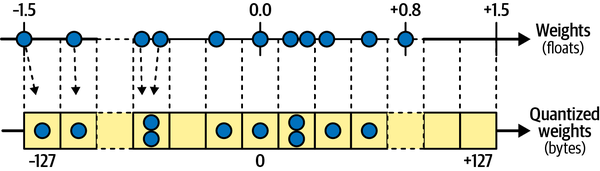 -1.5 0.0 +0.8 +1.5
Weights
(floats)
Quantized
weights
(bytes)
-127 0 +127